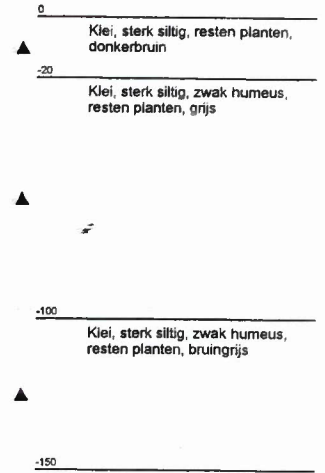 0
Klei, sterk siltig, resten planten,
donkerbruin
-20
Klei, sterk siltig, zwak humeus,
resten planten, grijs
-100
Klei, sterk siltig, zwak humeus,
resten planten, bruingrijs
-150